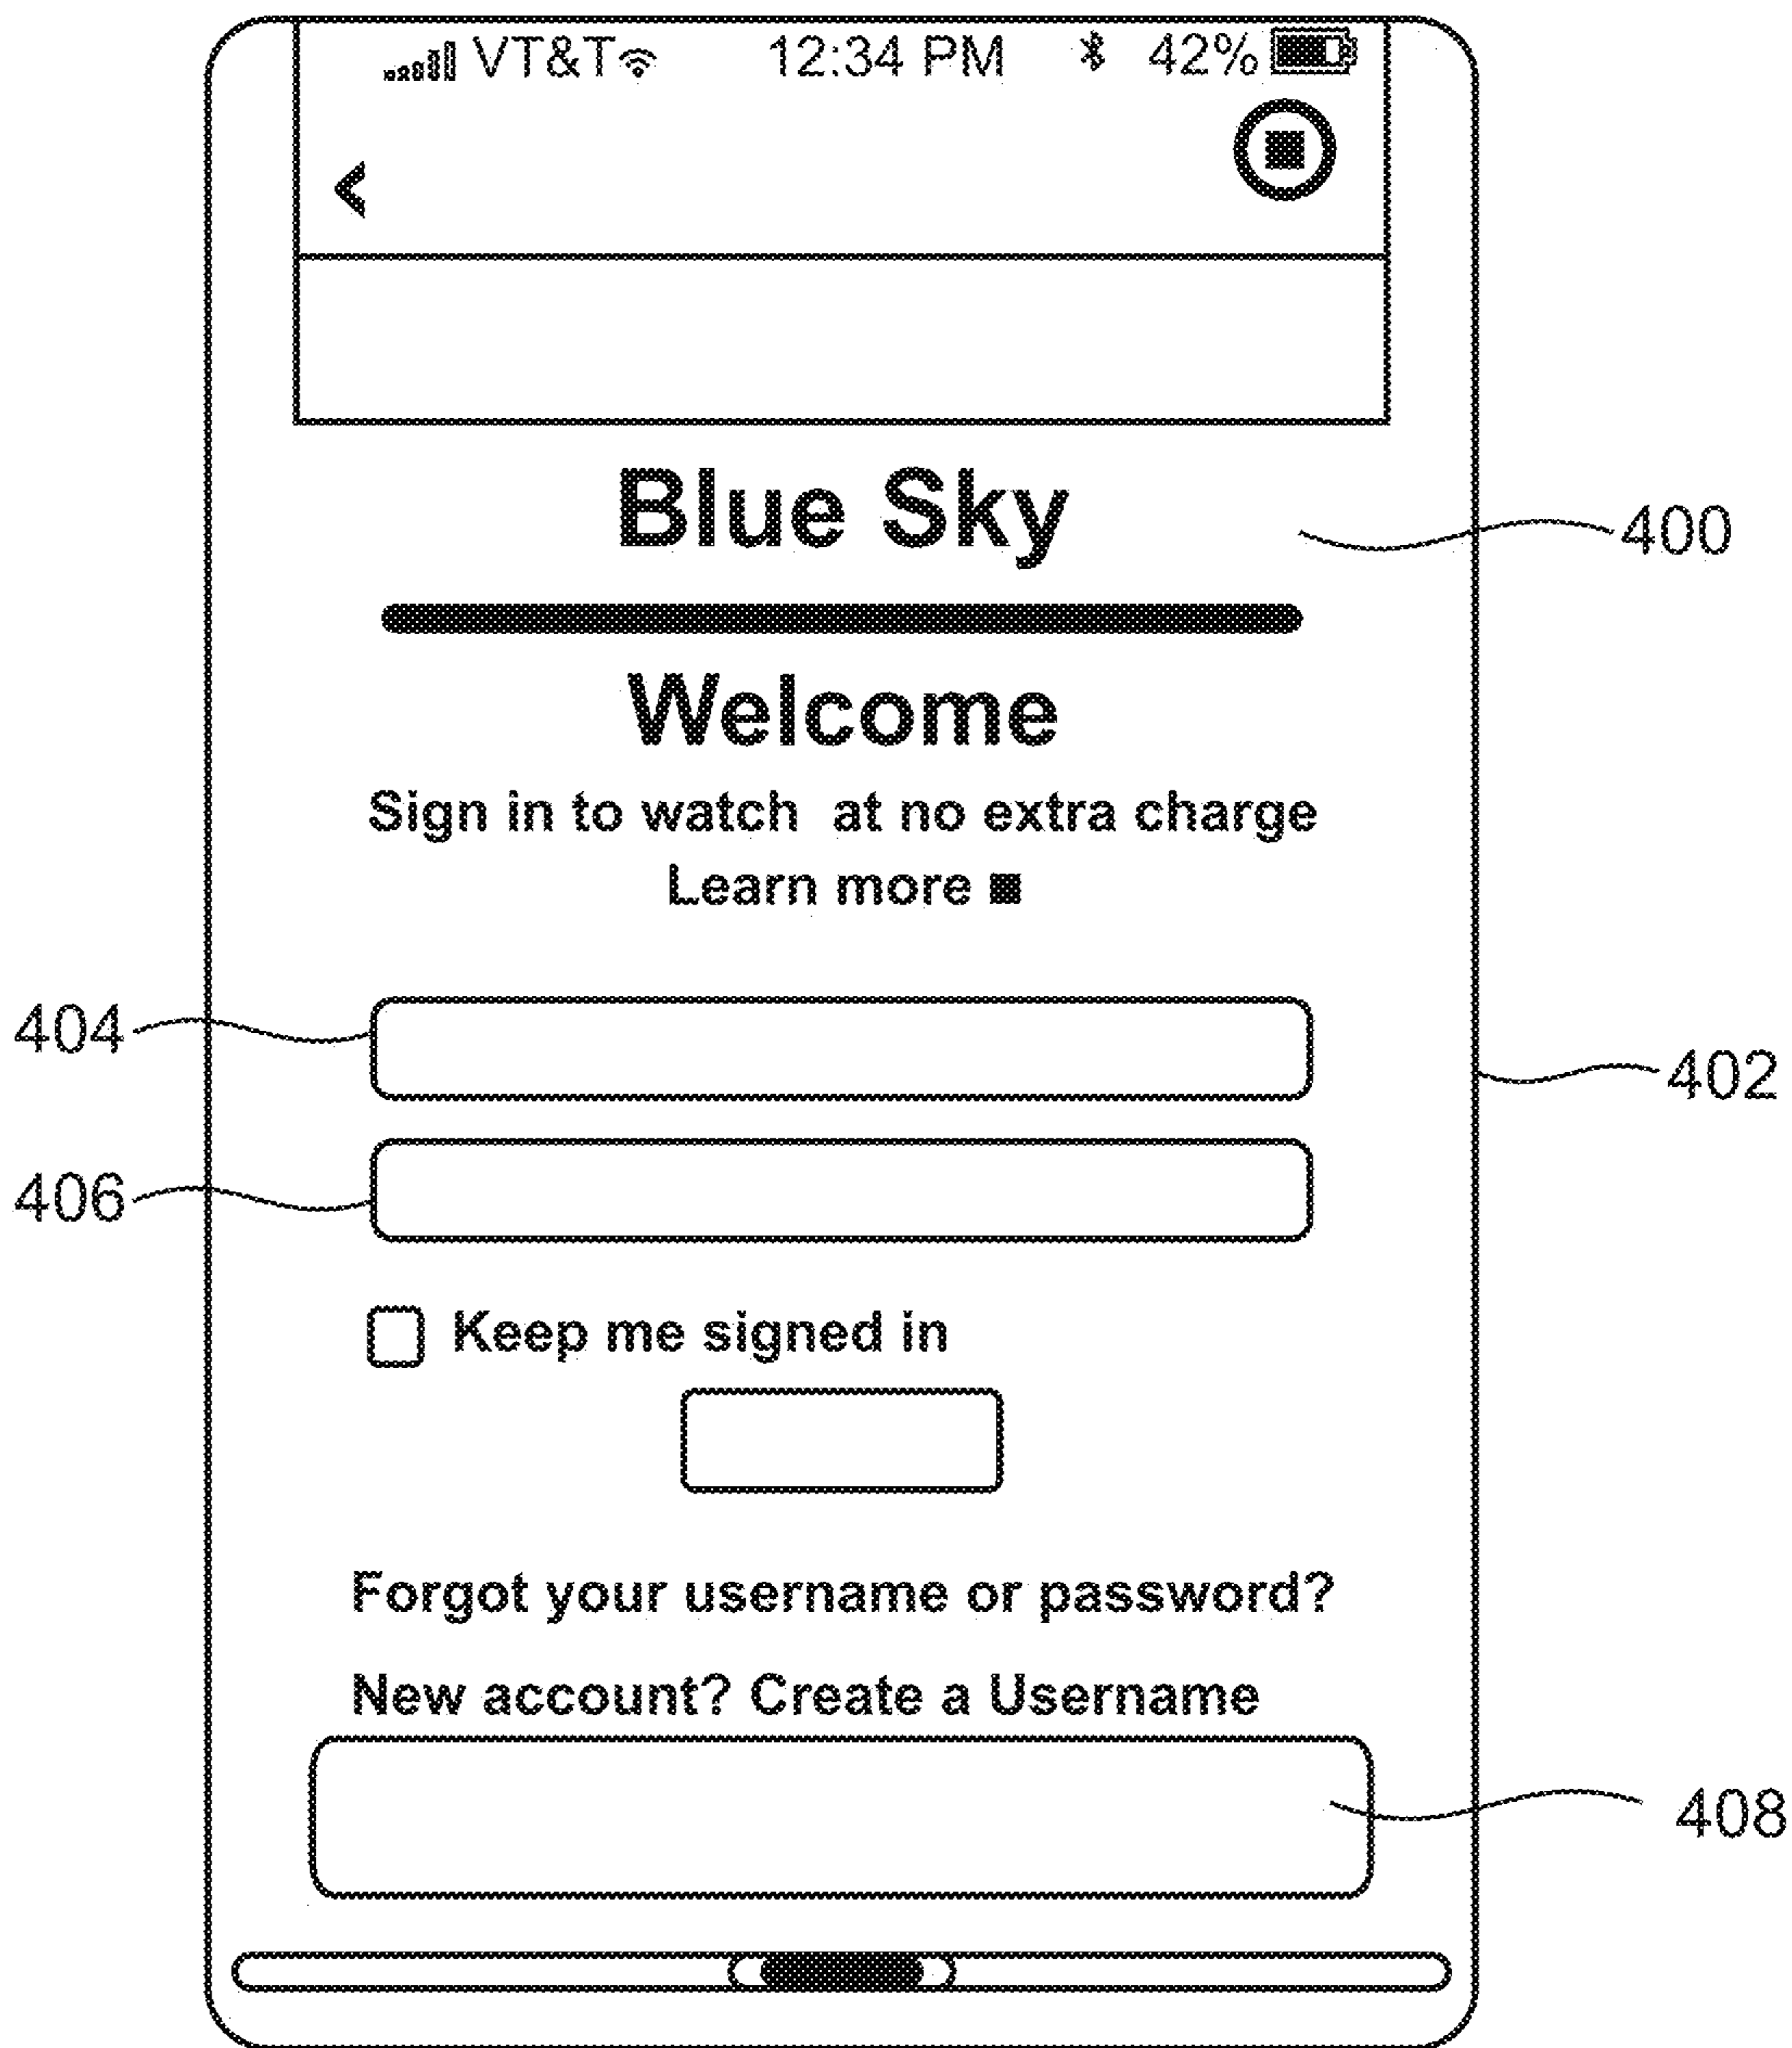 VT&T 12:34 PM 42%
Blue Sky
400
Welcome
Sign in to watch at no extra charge
Learn more
404
402
406
Keep me signed in
Forgot your username or password?
New account? Create a Username
408